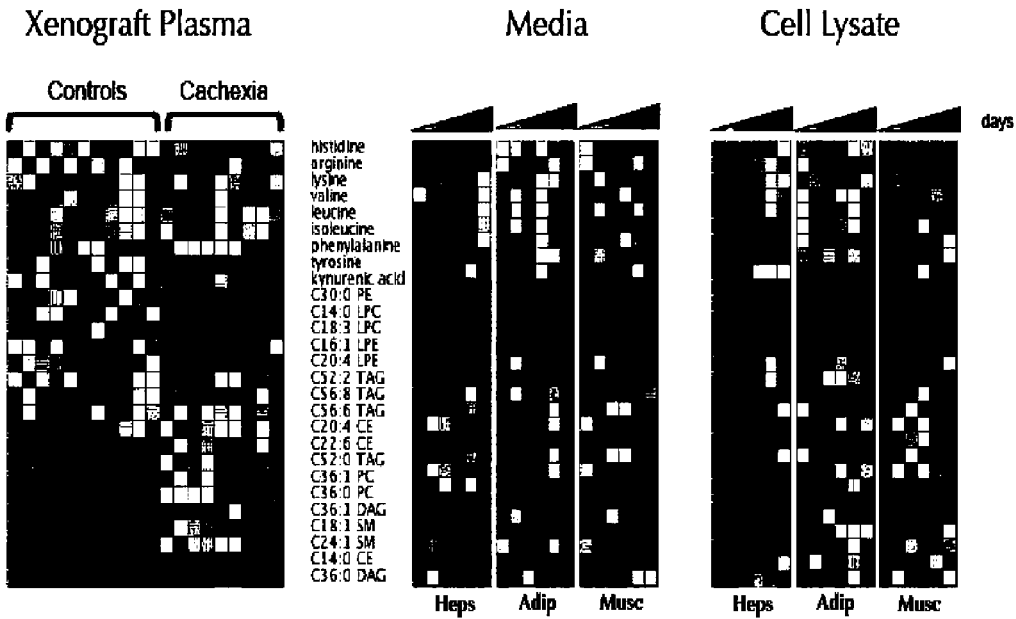 Xenograft Plasma Media Cell Lysate
Controls Cachexia
days
histidine
arginine
lysine
valine
leucine
isoleucine
phenylalanine
tyrosine
kynurenic acid
C30:0 PE
C14:0 LPC
C18:3 LPC
C16:1 LPE
C20:4 LPE
C52:2 TAG
C56:8 TAG
C56:6 TAG
C20:4 CE
C22:6 CE
C52:0 TAG
C36:1 PC
C36:0 PC
C36:1 DAG
C18:1 SM
C24:1 SM
C14:0 CE
C36:0 DAG
Heps Adip Musc Heps Adip Musc